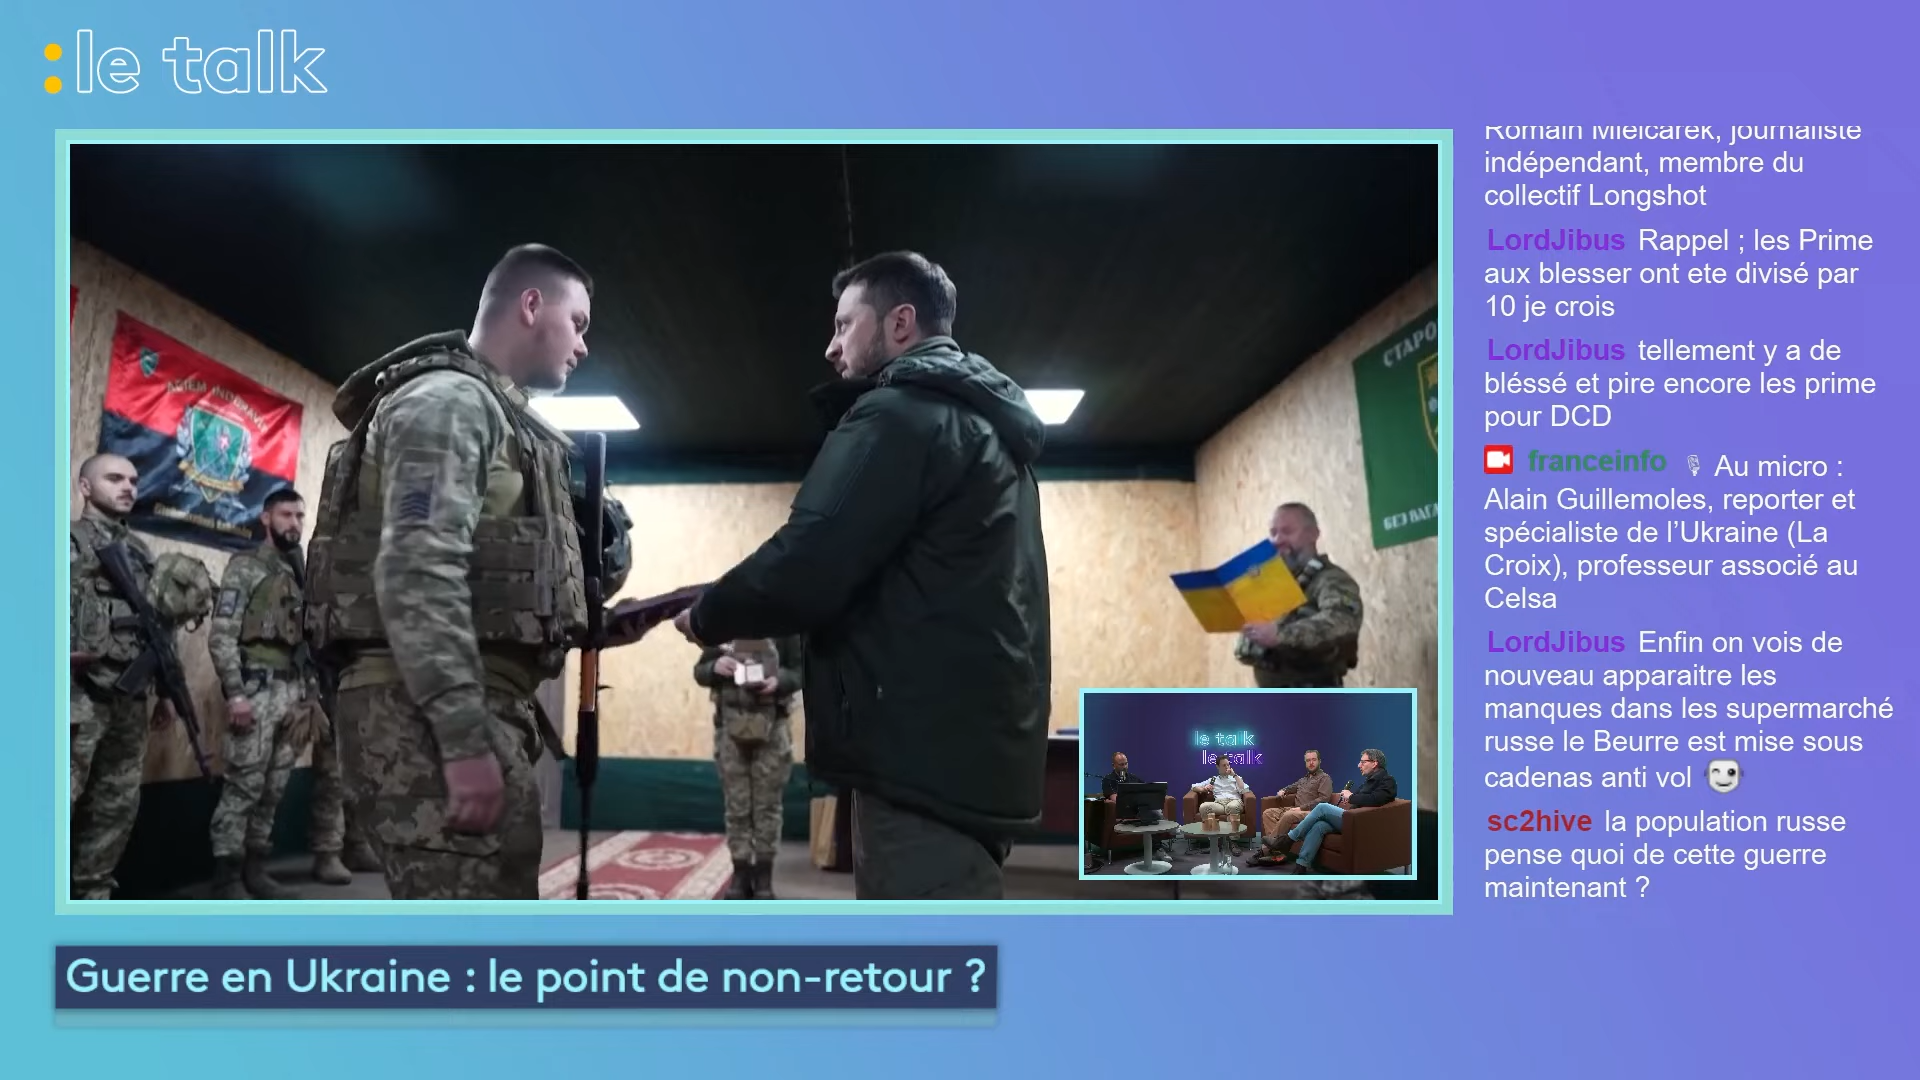 :le talk
Romain Mielcarek, journaliste
indépendant, membre du
collectif Longshot
LordJibus Rappel ; les Prime
aux blesser ont ete divisé par
10 je crois
LordJibus tellement y a de
bléssé et pire encore les prime
pour DCD
franceinfo Au micro :
Alain Guillemoles, reporter et
spécialiste de l’Ukraine (La
Croix), professeur associé au
Celsa
LordJibus Enfin on vois de
nouveau apparaitre les
manques dans les supermarché
russe le Beurre est mise sous
cadenas anti vol
sc2hive la population russe
pense quoi de cette guerre
maintenant ?
СТАРО
le talk
le talk
Guerre en Ukraine : le point de non-retour ?